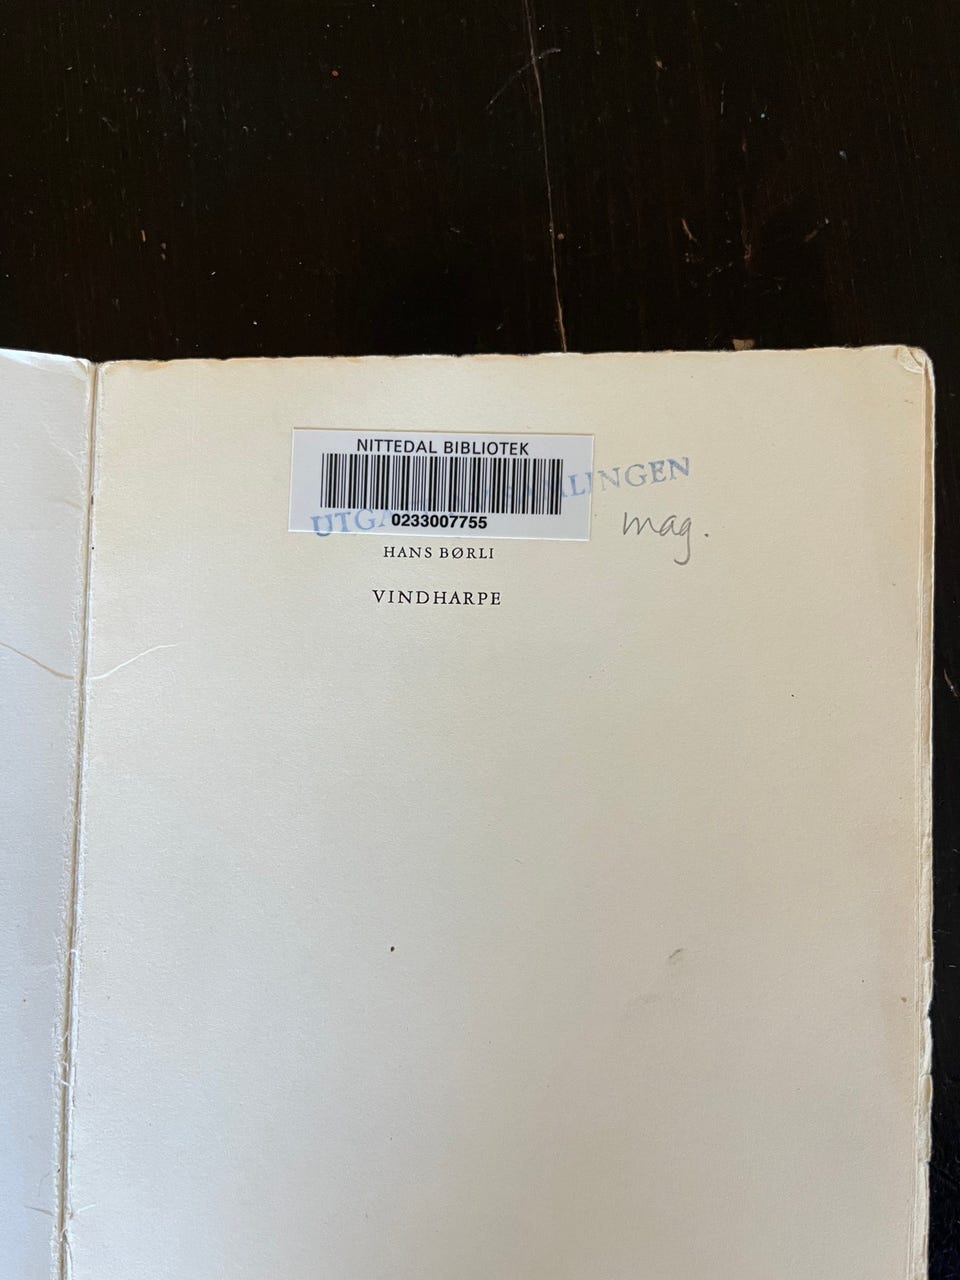 NITTEDAL BIBLIOTEK
0233007755
mag.
HANS BØRLI
VINDHARPE